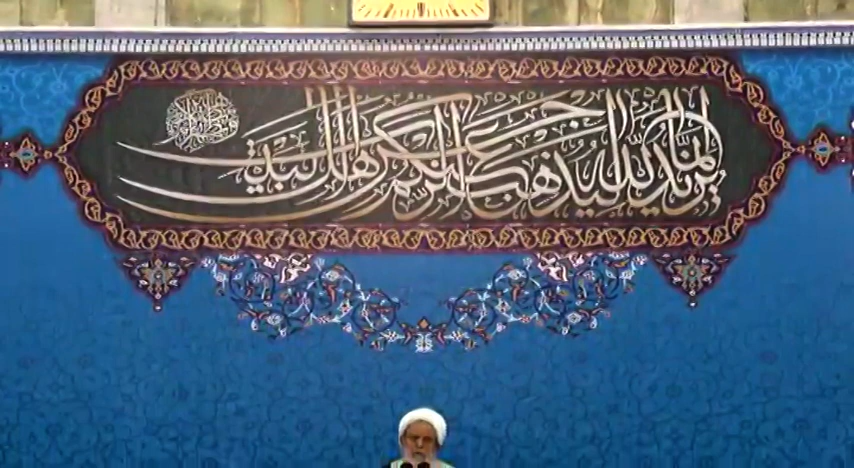 إنما يريد الله ليذهب عنكم الرجس أهل البيت